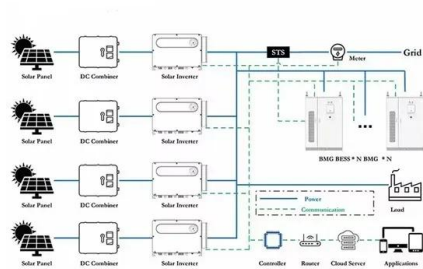 STS
Meter
Grid
Solar Panel
DC Combiner
Solar Inverter
Solar Panel
DC Combiner
Solar Inverter
BMG BESS * N BMG * N
Solar Panel
DC Combiner
Solar Inverter
Power
Communication
Load
Solar Panel
DC Combiner
Solar Inverter
Controller
Router
Cloud Server
Applications